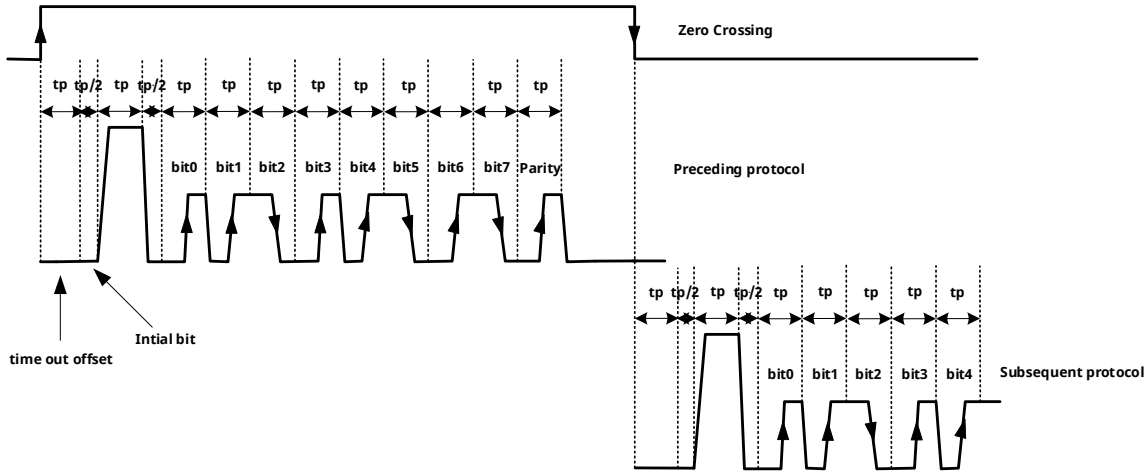 Zero Crossing
tp tp/2 tp tp/2 tp tp tp tp tp tp tp tp tp
bit0 bit1 bit2 bit3 bit4 bit5 bit6 bit7 Parity
Preceding protocol
Intial bit
time out offset
tp tp/2 tp tp/2 tp tp tp tp tp
bit0 bit1 bit2 bit3 bit4
Subsequent protocol